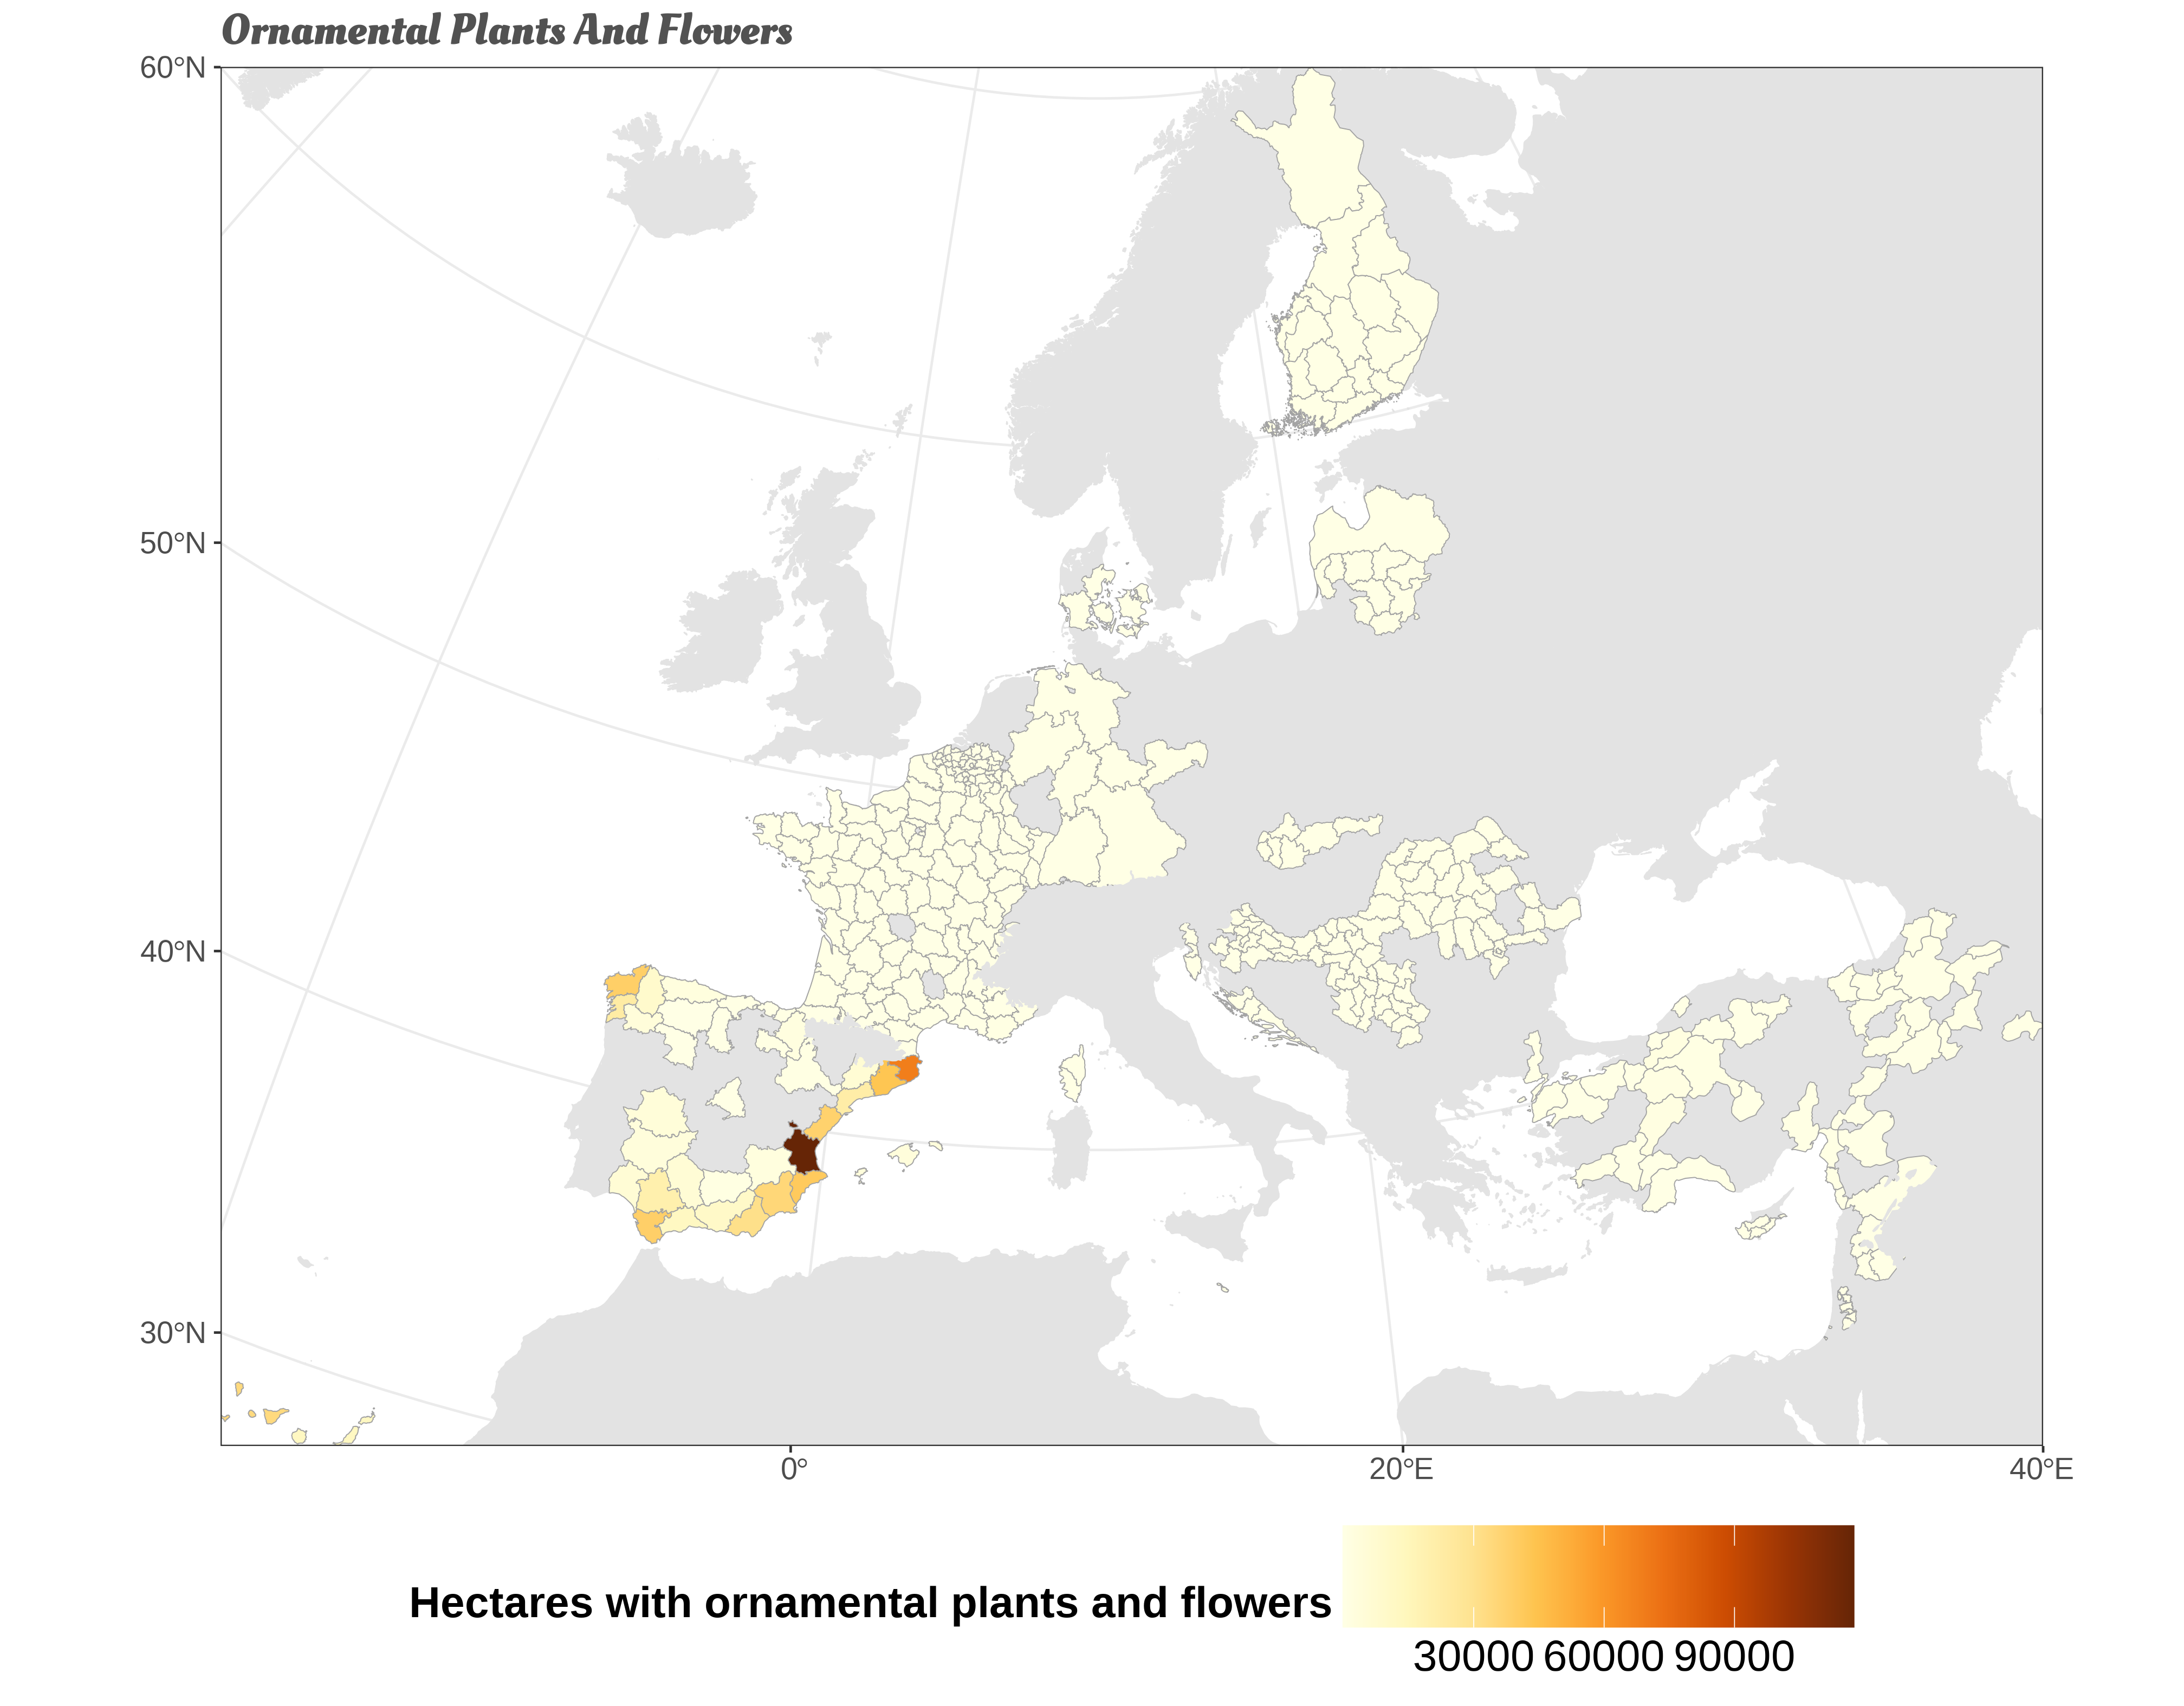 Ornamental Plants And Flowers
60°N
50°N
40°N
30°N
0°
20°E
40°E
Hectares with ornamental plants and flowers
30000 60000 90000